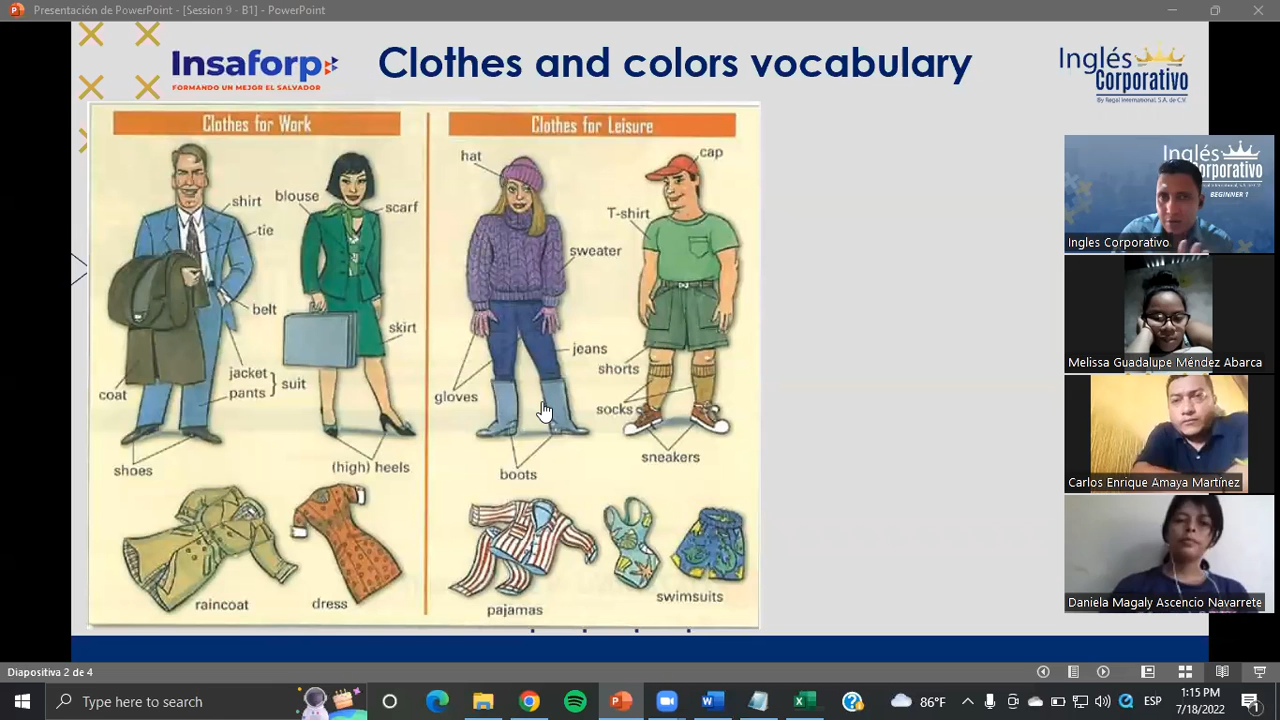 Presentación de PowerPoint - [Session 9 - B1] - PowerPoint
Insaforp
FORMANDO UN MEJOR EL SALVADOR
Clothes and colors vocabulary
Inglés
Corporativo
By Regal International S.A. de C.V.
Clothes for Work
Clothes for Leisure
shirt
blouse
scarf
tie
belt
skirt
jacket
pants
suit
coat
shoes
(high) heels
raincoat
dress
hat
cap
T-shirt
sweater
jeans
shorts
gloves
socks
sneakers
boots
pajamas
swimsuits
Inglés
Corporativo
BEGINNER 1
Ingles Corporativo
Melissa Guadalupe Méndez Abarca
Carlos Enrique Amaya Martínez
Daniela Magaly Ascencio Navarrete
Diapositiva 2 de 4
Type here to search
86°F
ESP
1:15 PM
7/18/2022